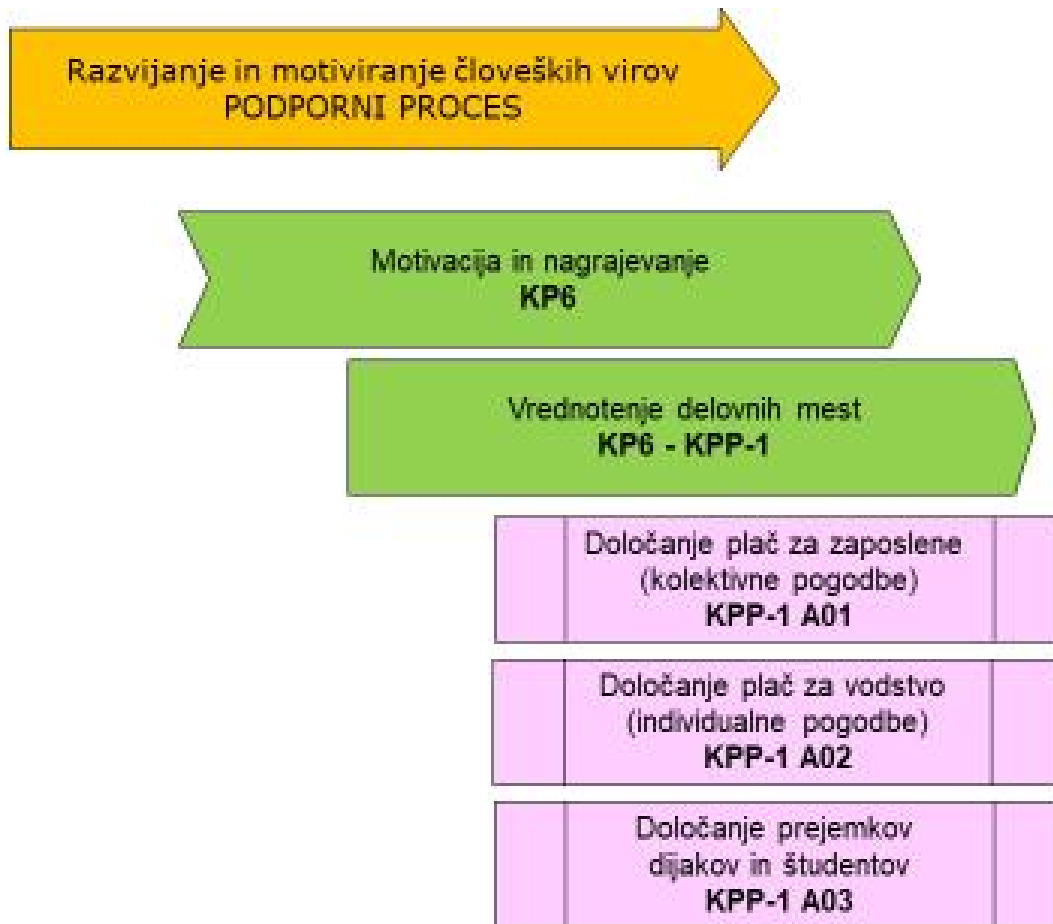 Razvijanje in motiviranje človeških virov
PODPORNI PROCES
Motivacija in nagrajevanje
KP6
Vrednotenje delovnih mest
KP6 - KPP-1
Določanje plač za zaposlene
(kolektivne pogodbe)
KPP-1 A01
Določanje plač za vodstvo
(individualne pogodbe)
KPP-1 A02
Določanje prejemkov
dijakov in študentov
KPP-1 A03